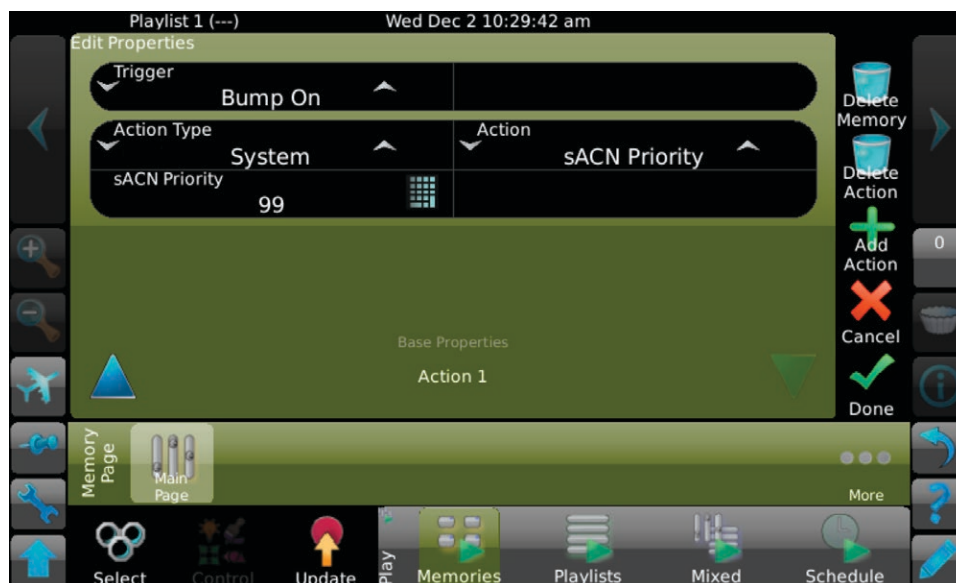 Playlist 1 (---)
Wed Dec 2 10:29:42 am
Edit Properties
Trigger
Bump On
Action Type
System
Action
sACN Priority
sACN Priority
99
Base Properties
Action 1
Delete
Memory
Delete
Action
Add
Action
Cancel
Done
0
Memory
Page
Main
Page
More
Select
Control
Update
Play
Memories
Playlists
Mixed
Schedule